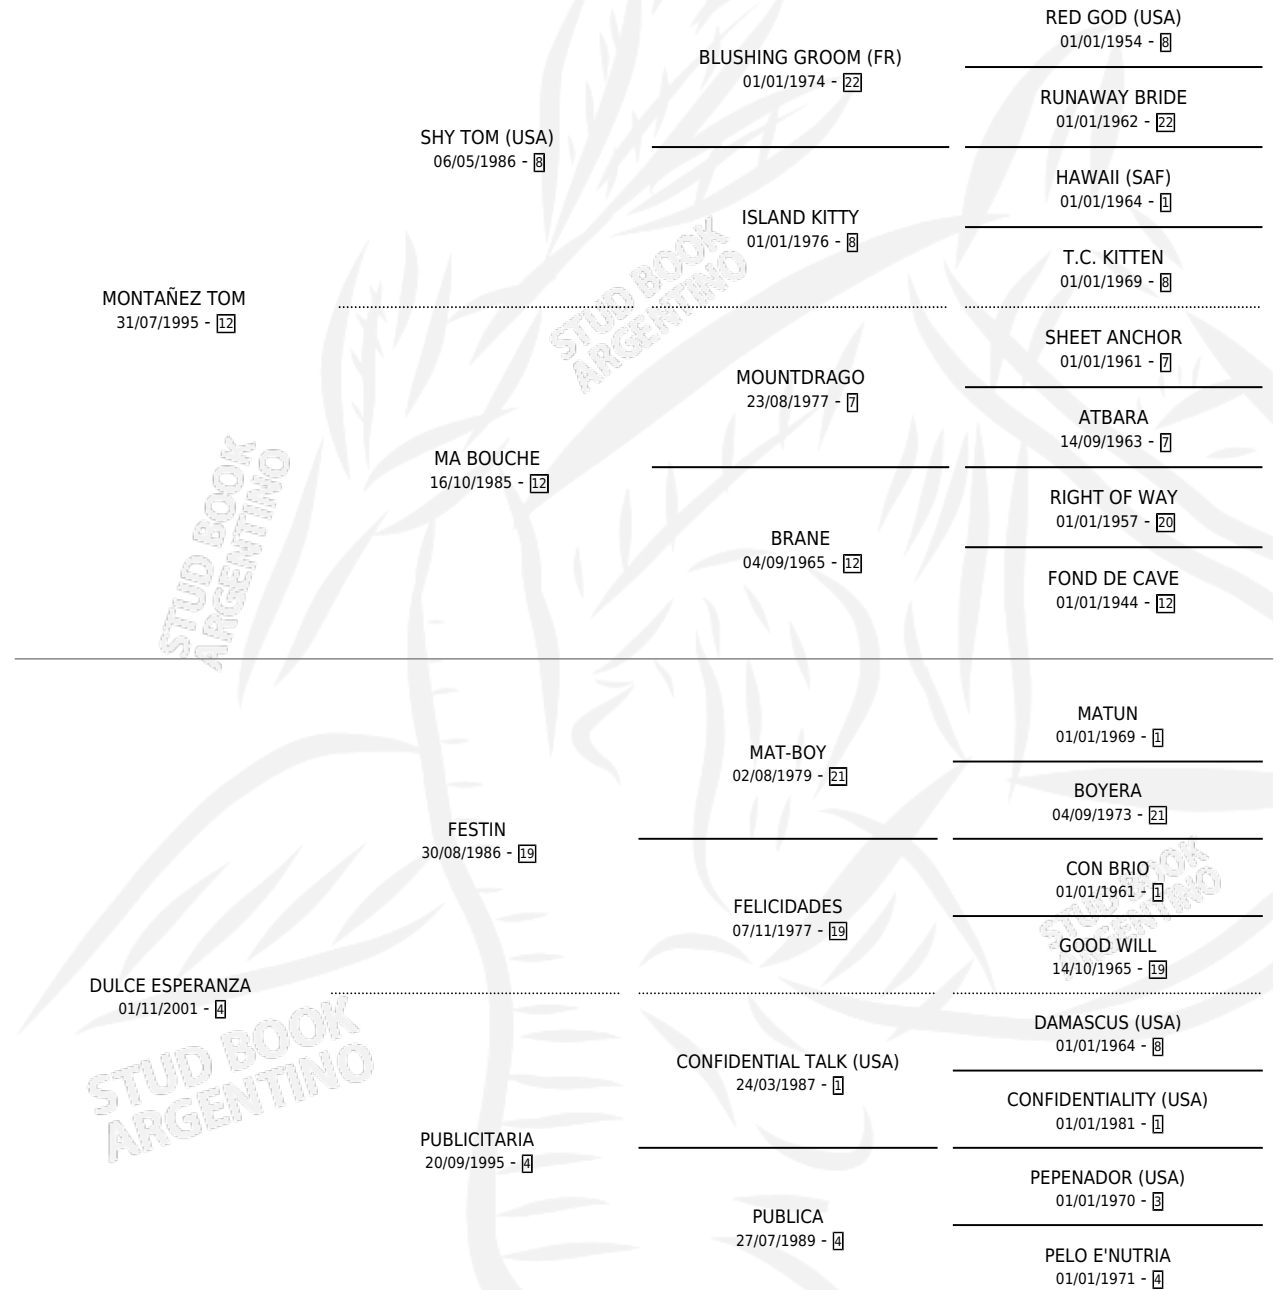 RED GOD (USA)
01/01/1954 - 8
BLUSHING GROOM (FR)
01/01/1974 - 22
RUNAWAY BRIDE
01/01/1962 - 22
SHY TOM (USA)
06/05/1986 - 8
HAWAII (SAF)
01/01/1964 - 1
ISLAND KITTY
01/01/1976 - 8
T.C. KITTEN
01/01/1969 - 8
MONTAÑEZ TOM
31/07/1995 - 12
SHEET ANCHOR
01/01/1961 - 7
MOUNTDRAGO
23/08/1977 - 7
ATBARA
14/09/1963 - 7
MA BOUCHE
16/10/1985 - 12
RIGHT OF WAY
01/01/1957 - 20
BRANE
04/09/1965 - 12
FOND DE CAVE
01/01/1944 - 12
MATUN
01/01/1969 - 1
MAT-BOY
02/08/1979 - 21
BOYERA
04/09/1973 - 21
FESTIN
30/08/1986 - 19
CON BRIO
01/01/1961 - 1
FELICIDADES
07/11/1977 - 19
GOOD WILL
14/10/1965 - 19
DULCE ESPERANZA
01/11/2001 - 4
DAMASCUS (USA)
01/01/1964 - 8
CONFIDENTIAL TALK (USA)
24/03/1987 - 1
CONFIDENTIALITY (USA)
01/01/1981 - 1
PUBLICITARIA
20/09/1995 - 4
PEPENADOR (USA)
01/01/1970 - 3
PUBLICA
27/07/1989 - 4
PELO E'NUTRIA
01/01/1971 - 4
STUD BOOK
ARGENTINO
STUD BOOK
ARGENTINO
STUD BOOK
ARGENTINO
STUD BOOK
ARGENTINO